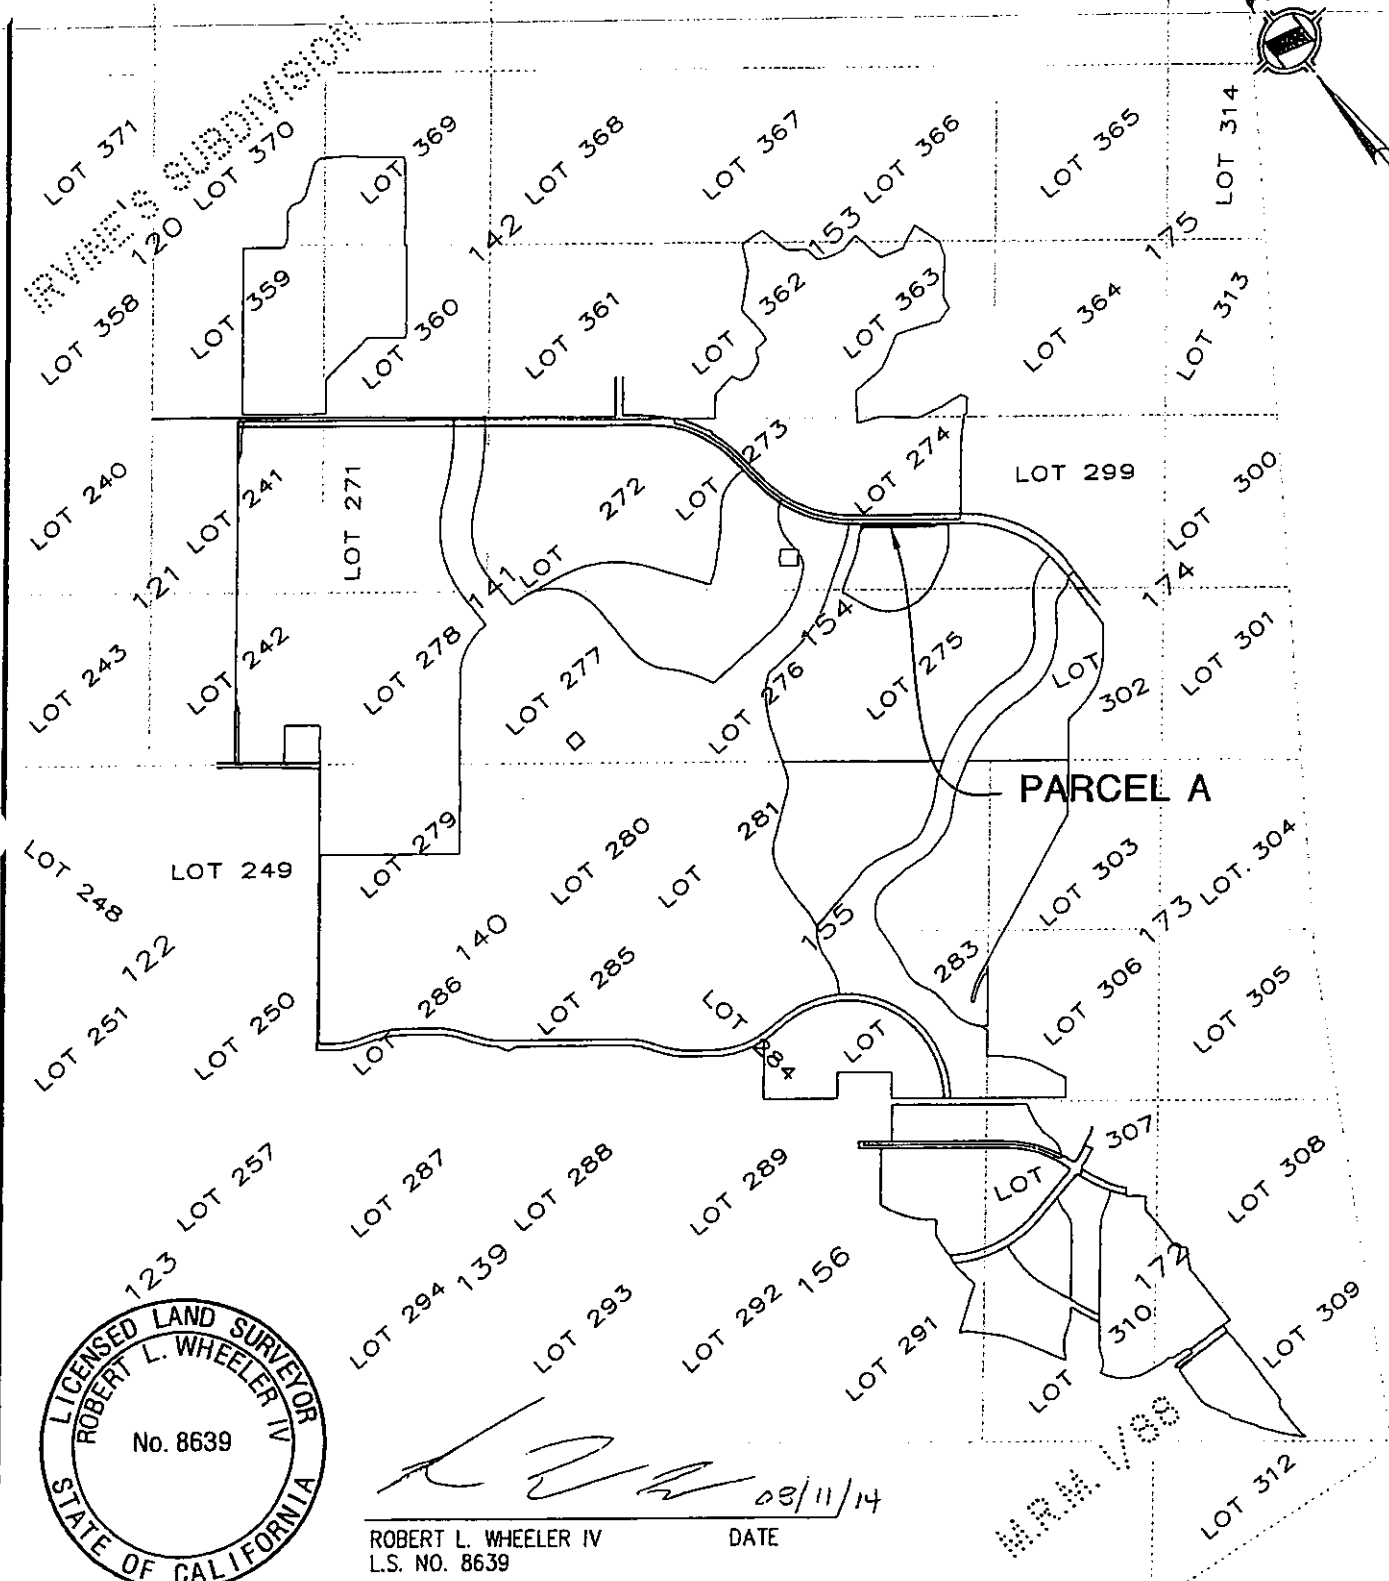 IRVINE'S SUBDIVISION
LOT 371
120
LOT 370
LOT 369
142
LOT 368
LOT 367
153
LOT 366
LOT 365
175
LOT 314
LOT 358
LOT 359
LOT 360
LOT 361
LOT 362
LOT 363
LOT 364
LOT 313
LOT 240
LOT 241
LOT 271
LOT 272
LOT 273
LOT 274
LOT 299
LOT 300
121
141
154
174
LOT 243
LOT 242
LOT 278
LOT 277
LOT 276
LOT 275
LOT 302
LOT 301
PARCEL A
LOT 248
LOT 249
LOT 279
LOT 280
LOT 281
LOT 303
LOT. 304
122
140
155
173
LOT 251
LOT 250
LOT 286
LOT 285
LOT 284
LOT 283
LOT 306
LOT 305
LOT 257
LOT 287
LOT 288
LOT 289
LOT 307
LOT 308
123
139
156
172
LOT 294
LOT 293
LOT 292
LOT 291
LOT 310
LOT 309
M.R.M. 1/88
LOT 312
LICENSED LAND SURVEYOR
ROBERT L. WHEELER IV
No. 8639
STATE OF CALIFORNIA
08/11/14
ROBERT L. WHEELER IV DATE
L.S. NO. 8639